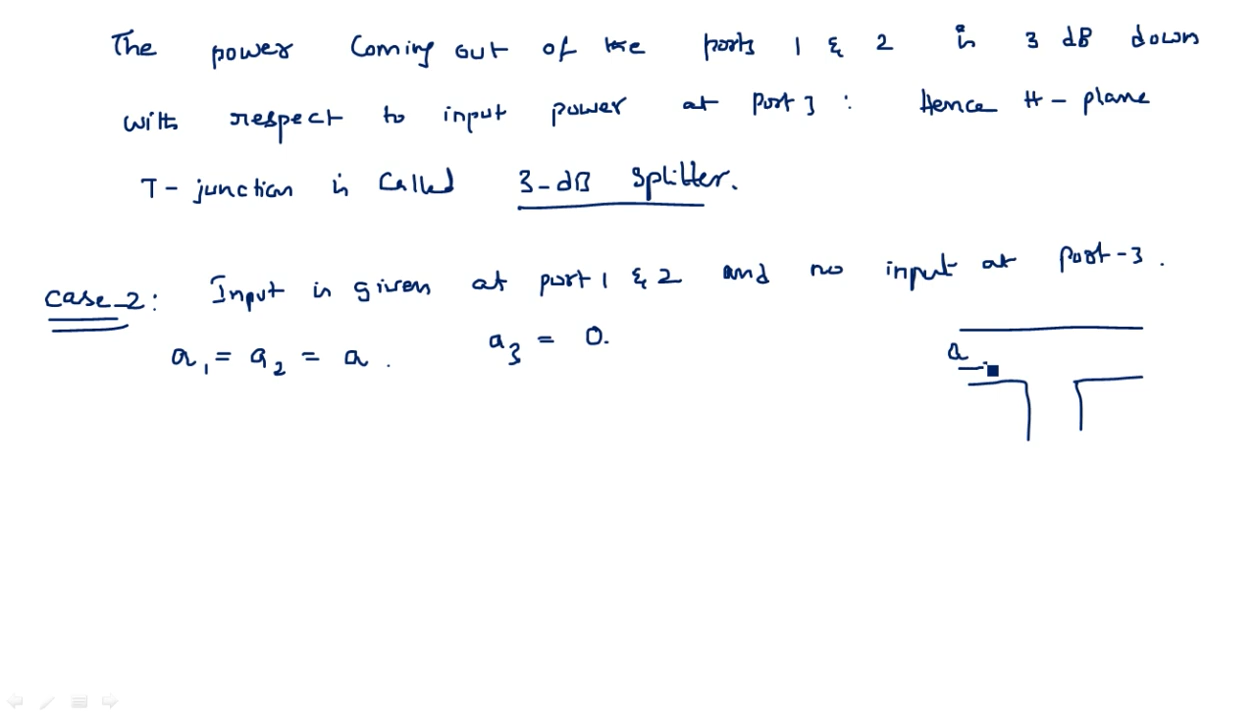 The power coming out of the ports 1 & 2 is 3 dB down
with respect to input power at port 3 : Hence H - plane
T - junction is called 3-dB splitter.
Case-2: Input is given at port 1 & 2 and no input at port-3.
a₁ = a₂ = a . a₃ = 0.
a